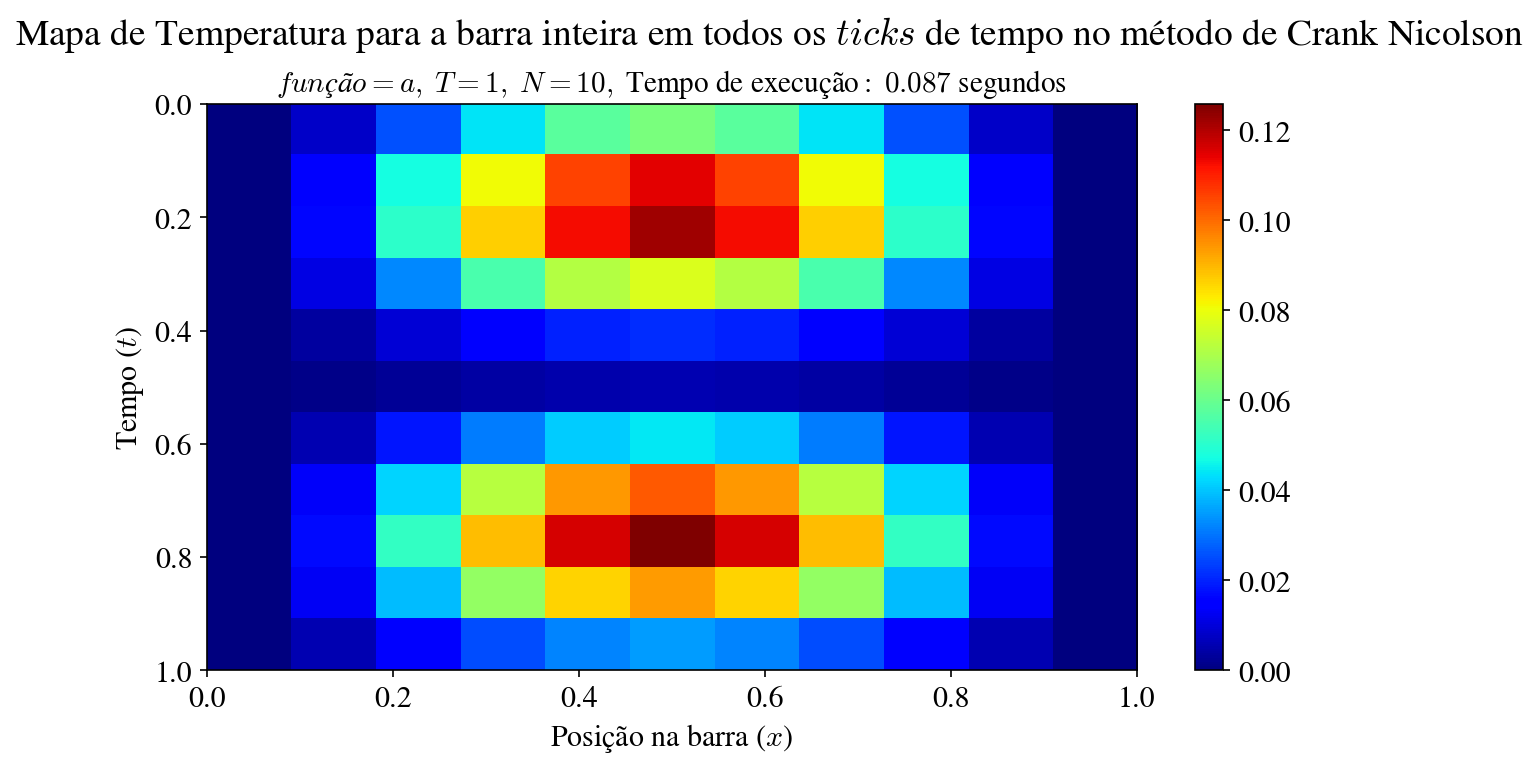 Mapa de Temperatura para a barra inteira em todos os ticks de tempo no método de Crank Nicolson
função = a, T = 1, N = 10, Tempo de execução : 0.087 segundos
0.0
0.2
0.4
0.6
0.8
1.0
Tempo (t)
0.0 0.2 0.4 0.6 0.8 1.0
Posição na barra (x)
0.12
0.10
0.08
0.06
0.04
0.02
0.00